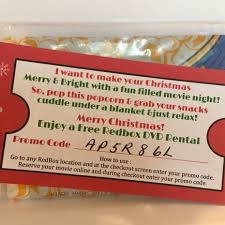 I want to make your Christmas
Merry & Bright with a fun filled movie night!
So, pop this popcorn & grab your snacks
cuddle under a blanket & just relax!
Merry Christmas!
Enjoy a Free Redbox DVD Rental
Promo Code AP5R86L
How to use :
Go to any RedBox location and at the checkout screen enter your promo code.
Reserve your movie online and during checkout enter your promo code.